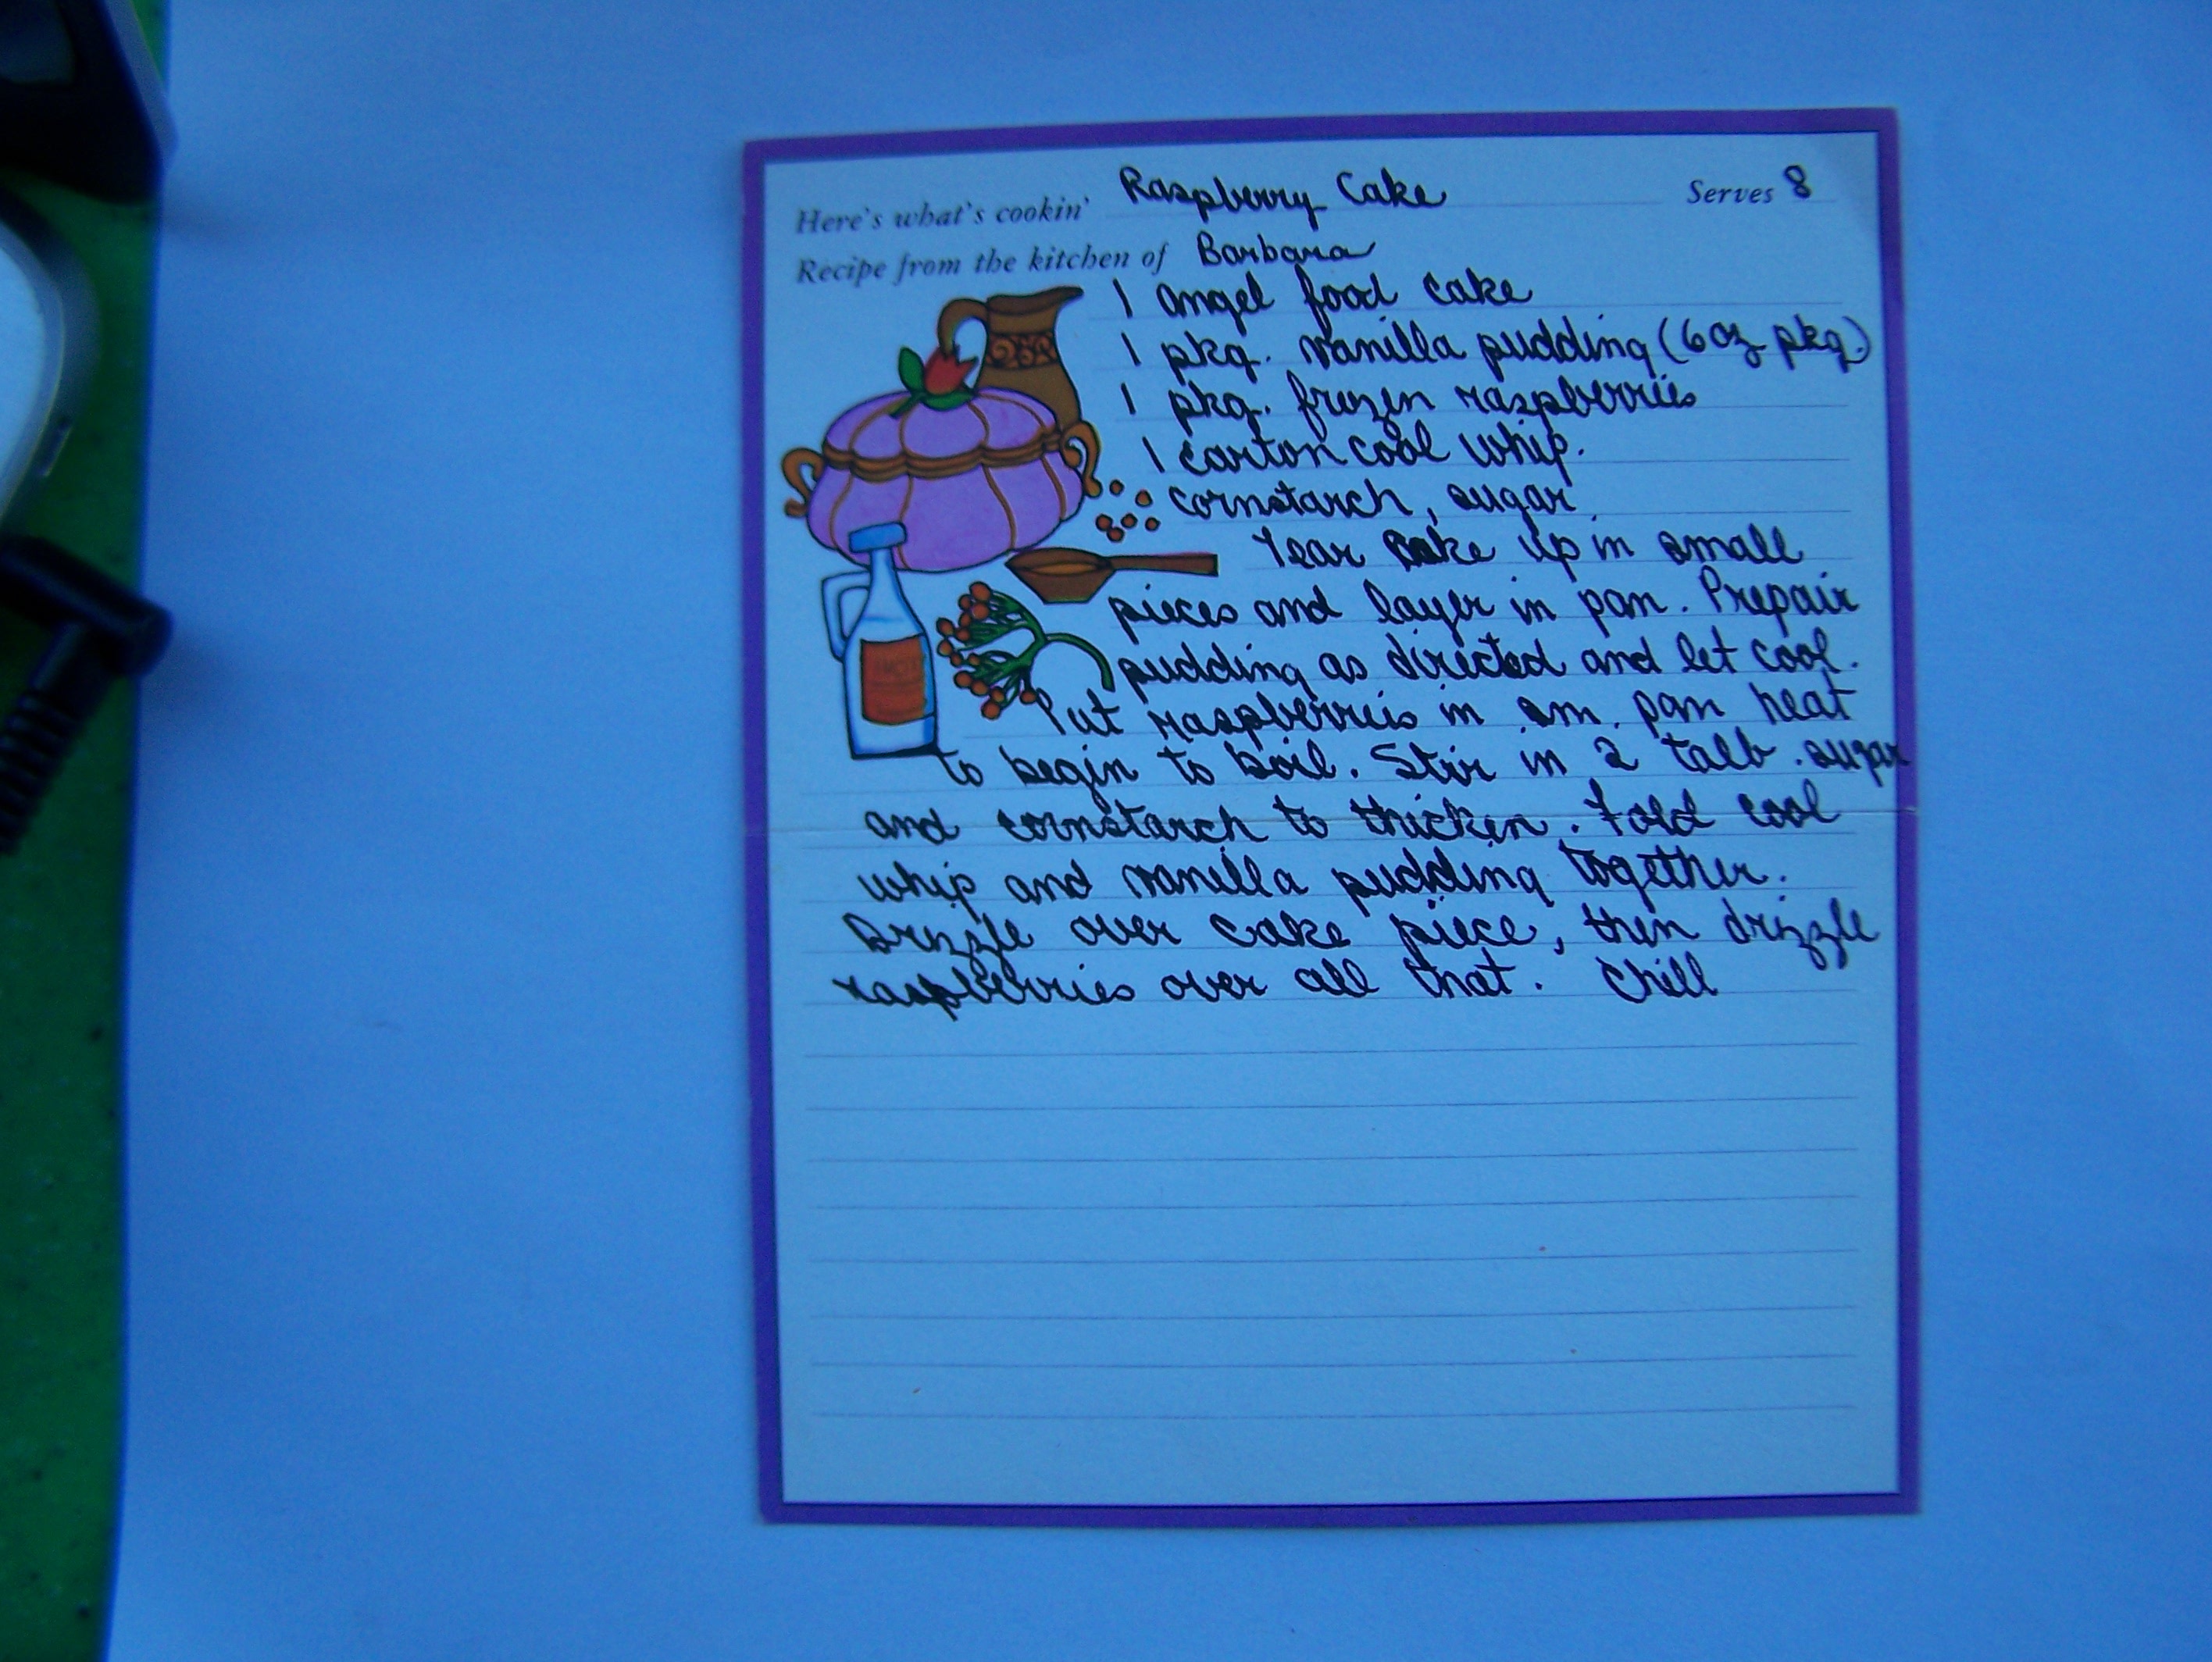 Here's what's cookin' Raspberry Cake Serves 8
Recipe from the kitchen of Barbara
1 angel food cake
1 pkg. vanilla pudding (6 oz pkg.)
1 pkg. frozen raspberries
1 carton cool whip.
cornstarch, sugar
Tear cake up in small
pieces and layer in pan. Prepair
pudding as directed and let cool.
Put raspberries in sm. pan heat
to begin to boil. Stir in 2 talb. sugar
and cornstarch to thicken. Fold cool
whip and vanilla pudding together.
Drizzle over cake piece, then drizzle
raspberries over all that. Chill